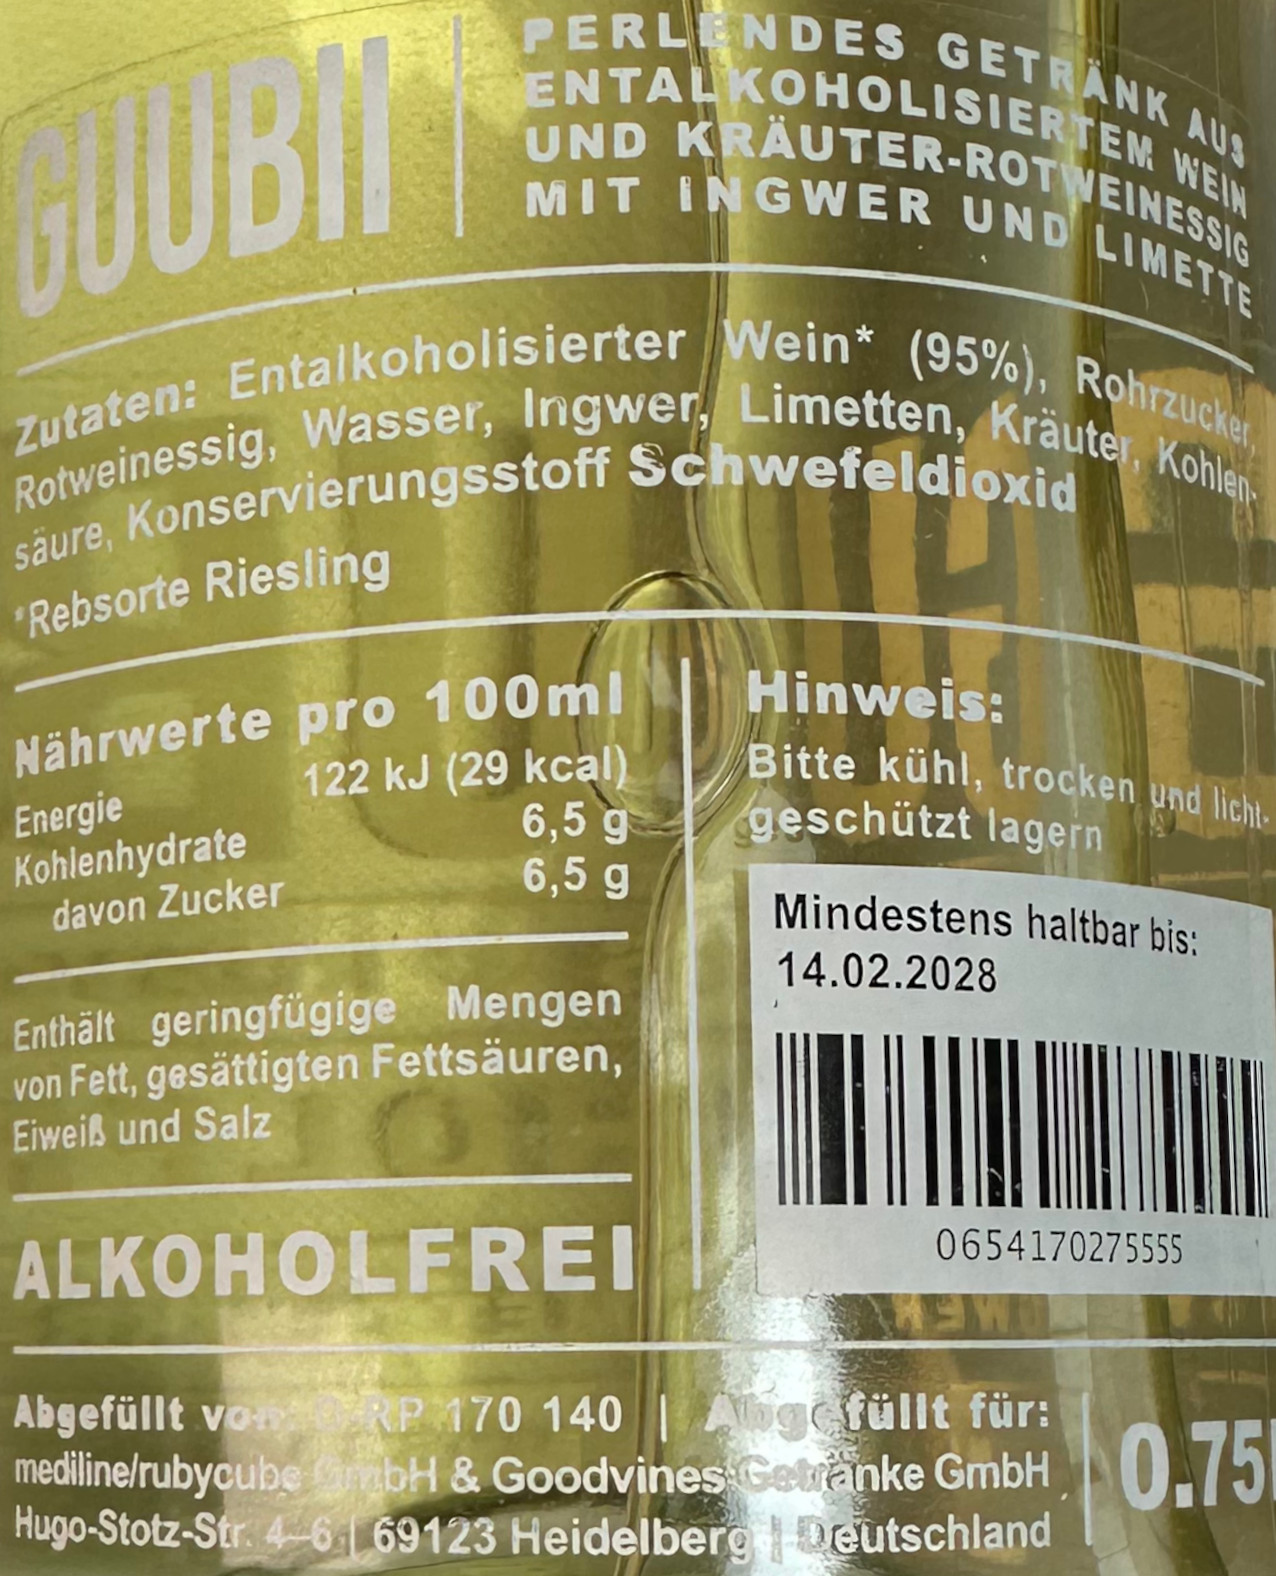 GUUBII
PERLENDES GETRÄNK AUS
ENTALKOHOLISIERTEM WEIN
UND KRÄUTER-ROTWEINESSIG
MIT INGWER UND LIMETTE
Zutaten: Entalkoholisierter Wein* (95%), Rohrzucker,
Rotweinessig, Wasser, Ingwer, Limetten, Kräuter, Kohlen-
säure, Konservierungsstoff Schwefeldioxid
*Rebsorte Riesling
Nährwerte pro 100ml
Energie 122 kJ (29 kcal)
Kohlenhydrate 6,5 g
davon Zucker 6,5 g
Enthält geringfügige Mengen
von Fett, gesättigten Fettsäuren,
Eiweiß und Salz
ALKOHOLFREI
Hinweis:
Bitte kühl, trocken und licht-
geschützt lagern
Mindestens haltbar bis:
14.02.2028
0654170275555
Abgefüllt von: D-RP 170 140 | Abgefüllt für:
mediline/rubycube GmbH & Goodvines Getränke GmbH
Hugo-Stotz-Str. 4–6 | 69123 Heidelberg | Deutschland
0.75l